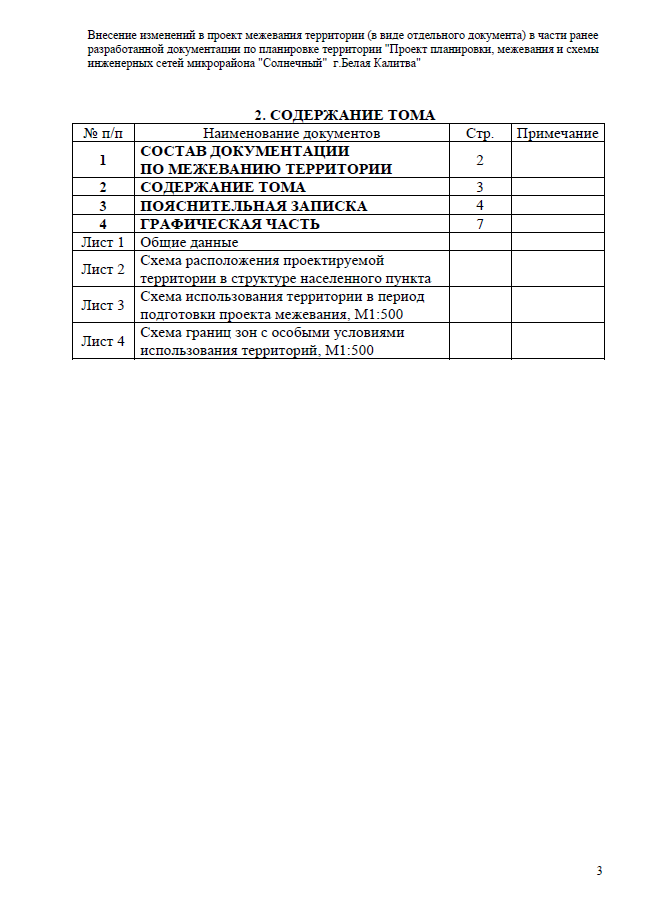 Внесение изменений в проект межевания территории (в виде отдельного документа) в части ранее
разработанной документации по планировке территории "Проект планировки, межевания и схемы
инженерных сетей микрорайона "Солнечный" г.Белая Калитва"
2. СОДЕРЖАНИЕ ТОМА
№ п/п Наименование документов Стр. Примечание
1 СОСТАВ ДОКУМЕНТАЦИИ 2
ПО МЕЖЕВАНИЮ ТЕРРИТОРИИ
2 СОДЕРЖАНИЕ ТОМА 3
3 ПОЯСНИТЕЛЬНАЯ ЗАПИСКА 4
4 ГРАФИЧЕСКАЯ ЧАСТЬ 7
Лист 1 Общие данные
Лист 2 Схема расположения проектируемой
территории в структуре населенного пункта
Лист 3 Схема использования территории в период
подготовки проекта межевания, М1:500
Лист 4 Схема границ зон с особыми условиями
использования территорий, М1:500
3